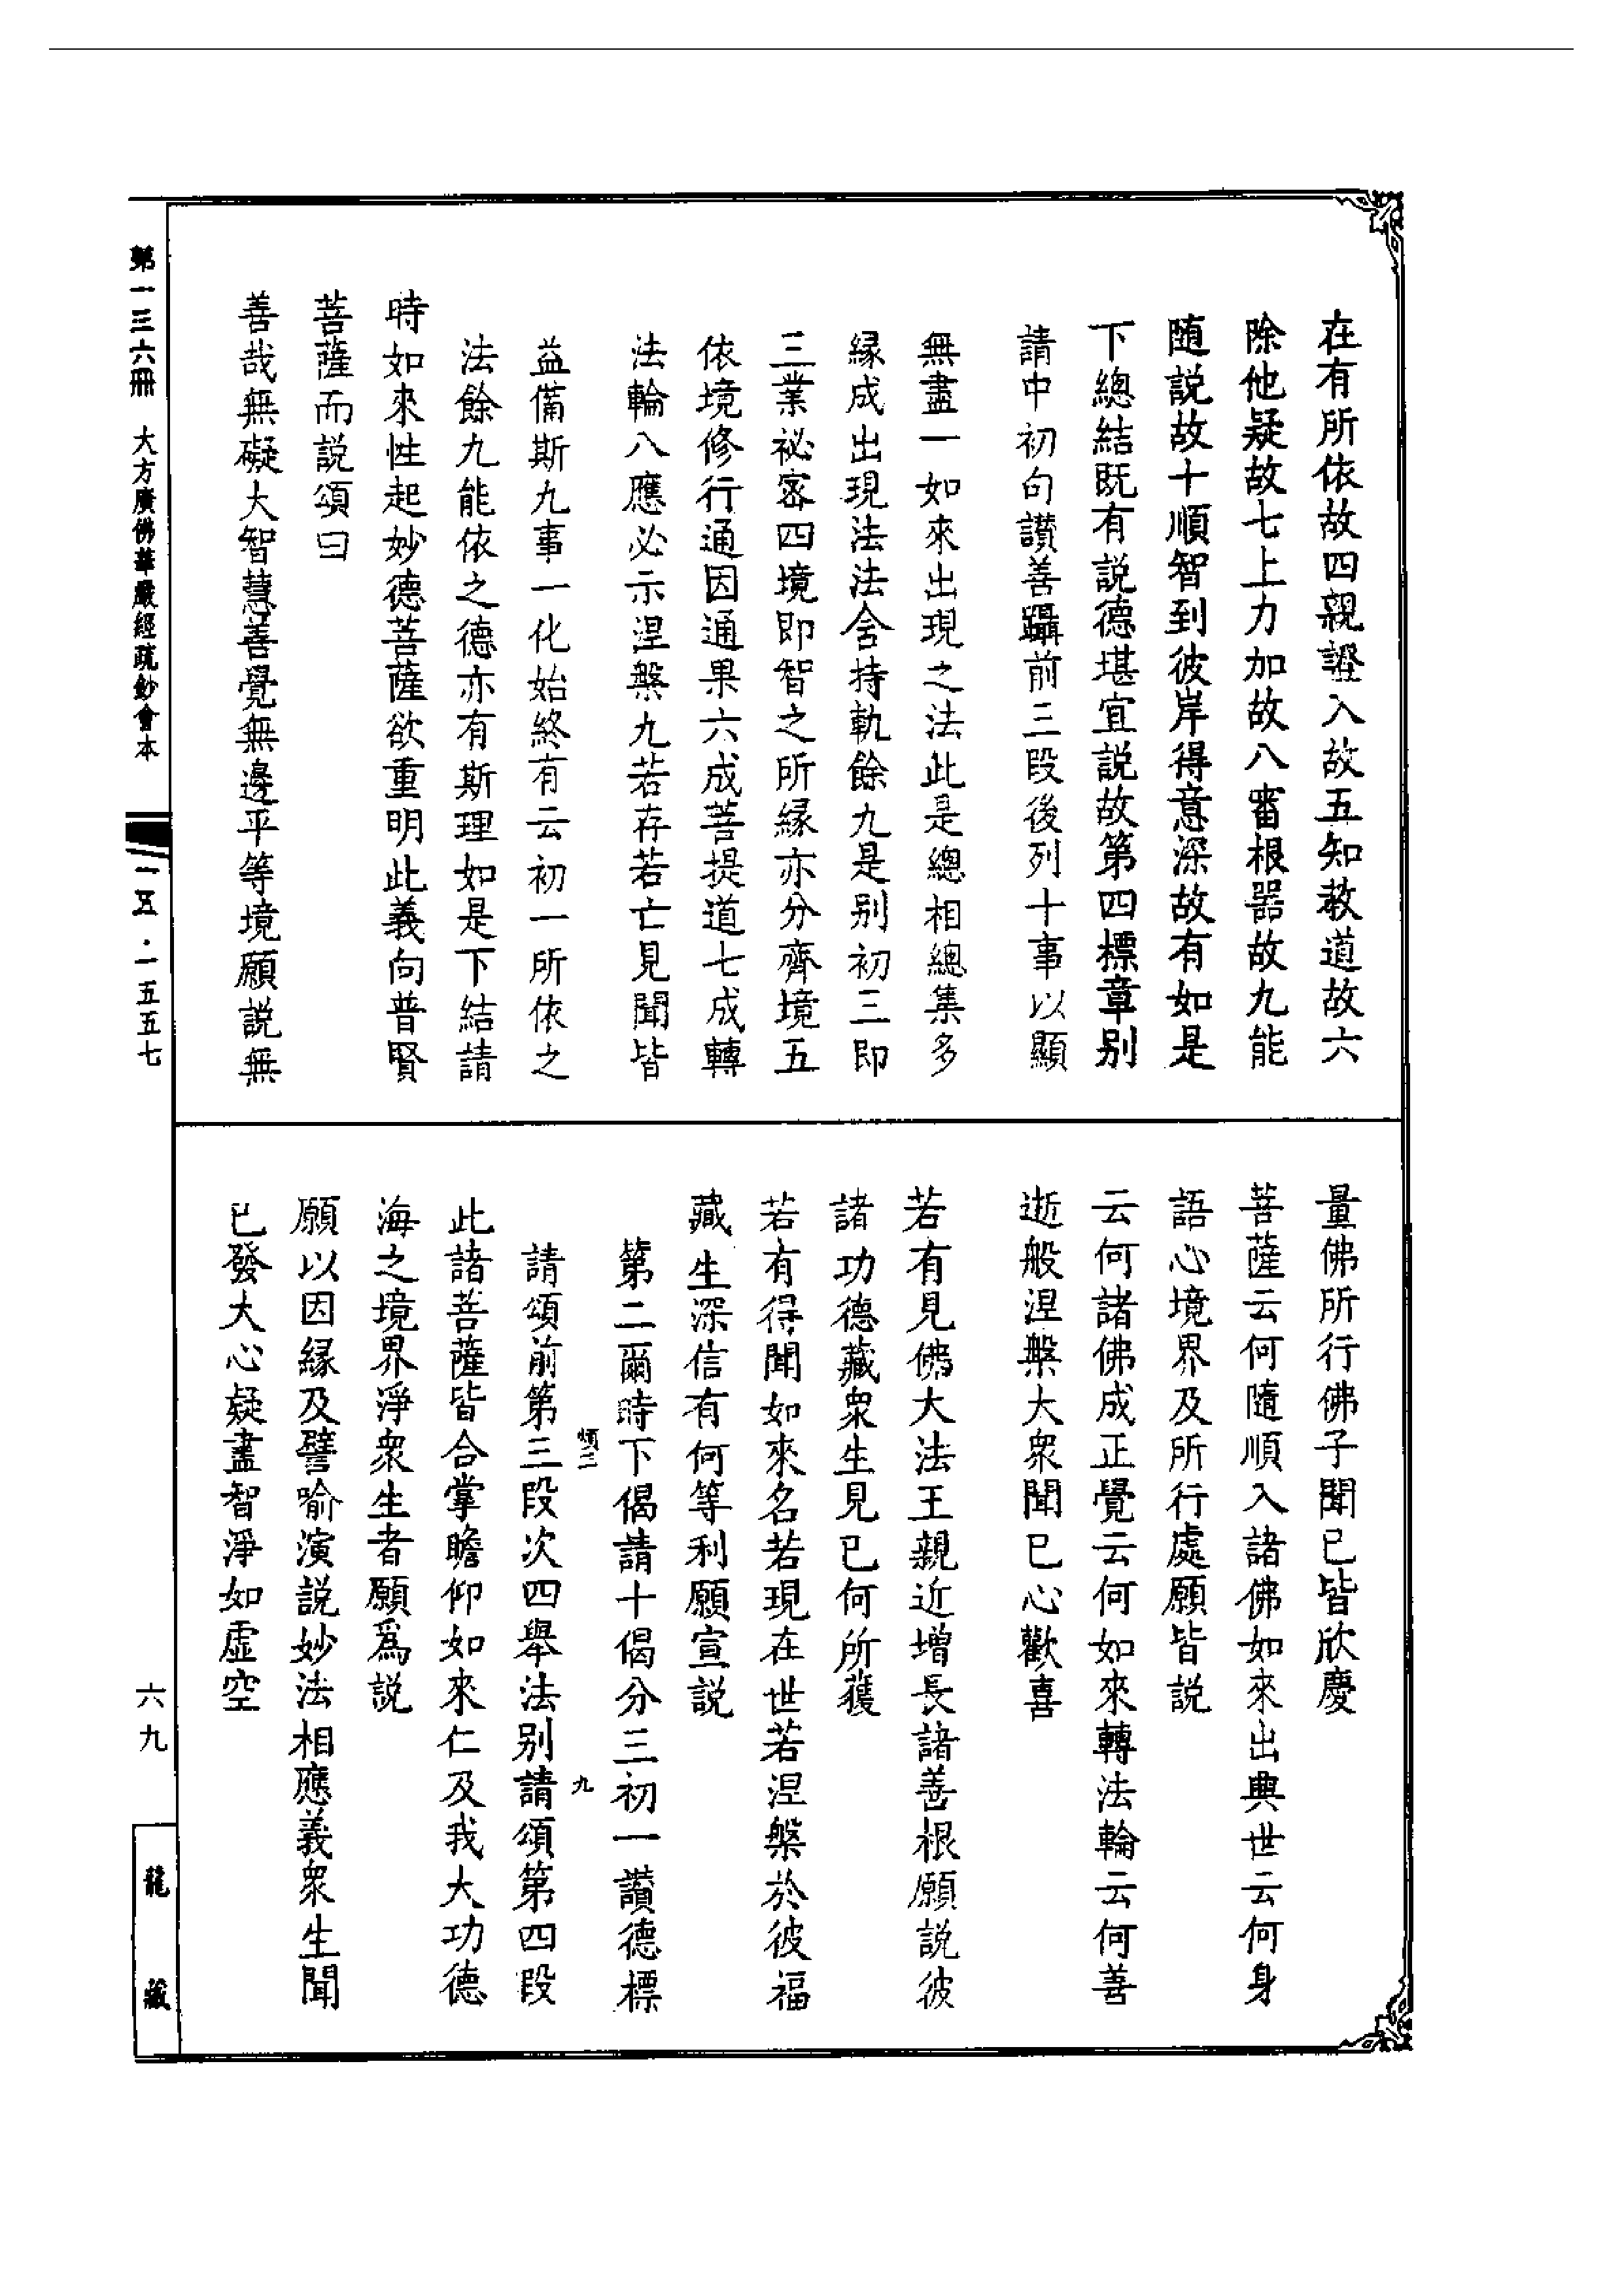 在有所依故四親證入故五知教道故六
除他疑故七上力加故八審根器故九能
随説故十順智到彼岸得意深故有如是
下總結既有説德堪宜説故第四標章别
請中初句讃善躡前三段後列十事以顯
無盡一如來出現之法此是總相總集多
緣成出現法法含持軌餘九是别初三即
三業祕密四境即智之所緣亦分齊境五
依境修行通因通果六成菩提道七成轉
法輪八應必示涅槃九若存若亡見聞皆
益備斯九事一化始終有云初一所依之
法餘九能依之德亦有斯理如是下結請
時如來性起妙德菩薩欲重明此義向普賢
菩薩而説頌曰
善哉無礙大智慧善覺無邊平等境願説無
量佛所行佛子聞已皆欣慶
菩薩云何隨順入諸佛如來出興世云何身
語心境界及所行處願皆説
云何諸佛成正覺云何如來轉法輪云何善
逝般涅槃大衆聞已心歡喜
若有見佛大法王親近增長諸善根願説彼
諸功德藏衆生見已何所獲
若有得聞如來名若現在世若涅槃於彼福
藏生深信有何等利願宣説
第二爾時下偈請十偈分三初一讃德標
請頌前第三段次四舉法别請頌第四段
此諸菩薩皆合掌瞻仰如來仁及我大功德
海之境界淨衆生者願爲説
願以因緣及譬喻演説妙法相應義衆生聞
已發大心疑盡智淨如虛空
第一三六冊 大方廣佛華嚴經疏鈔會本
一五五·一五五七
六九
龍藏